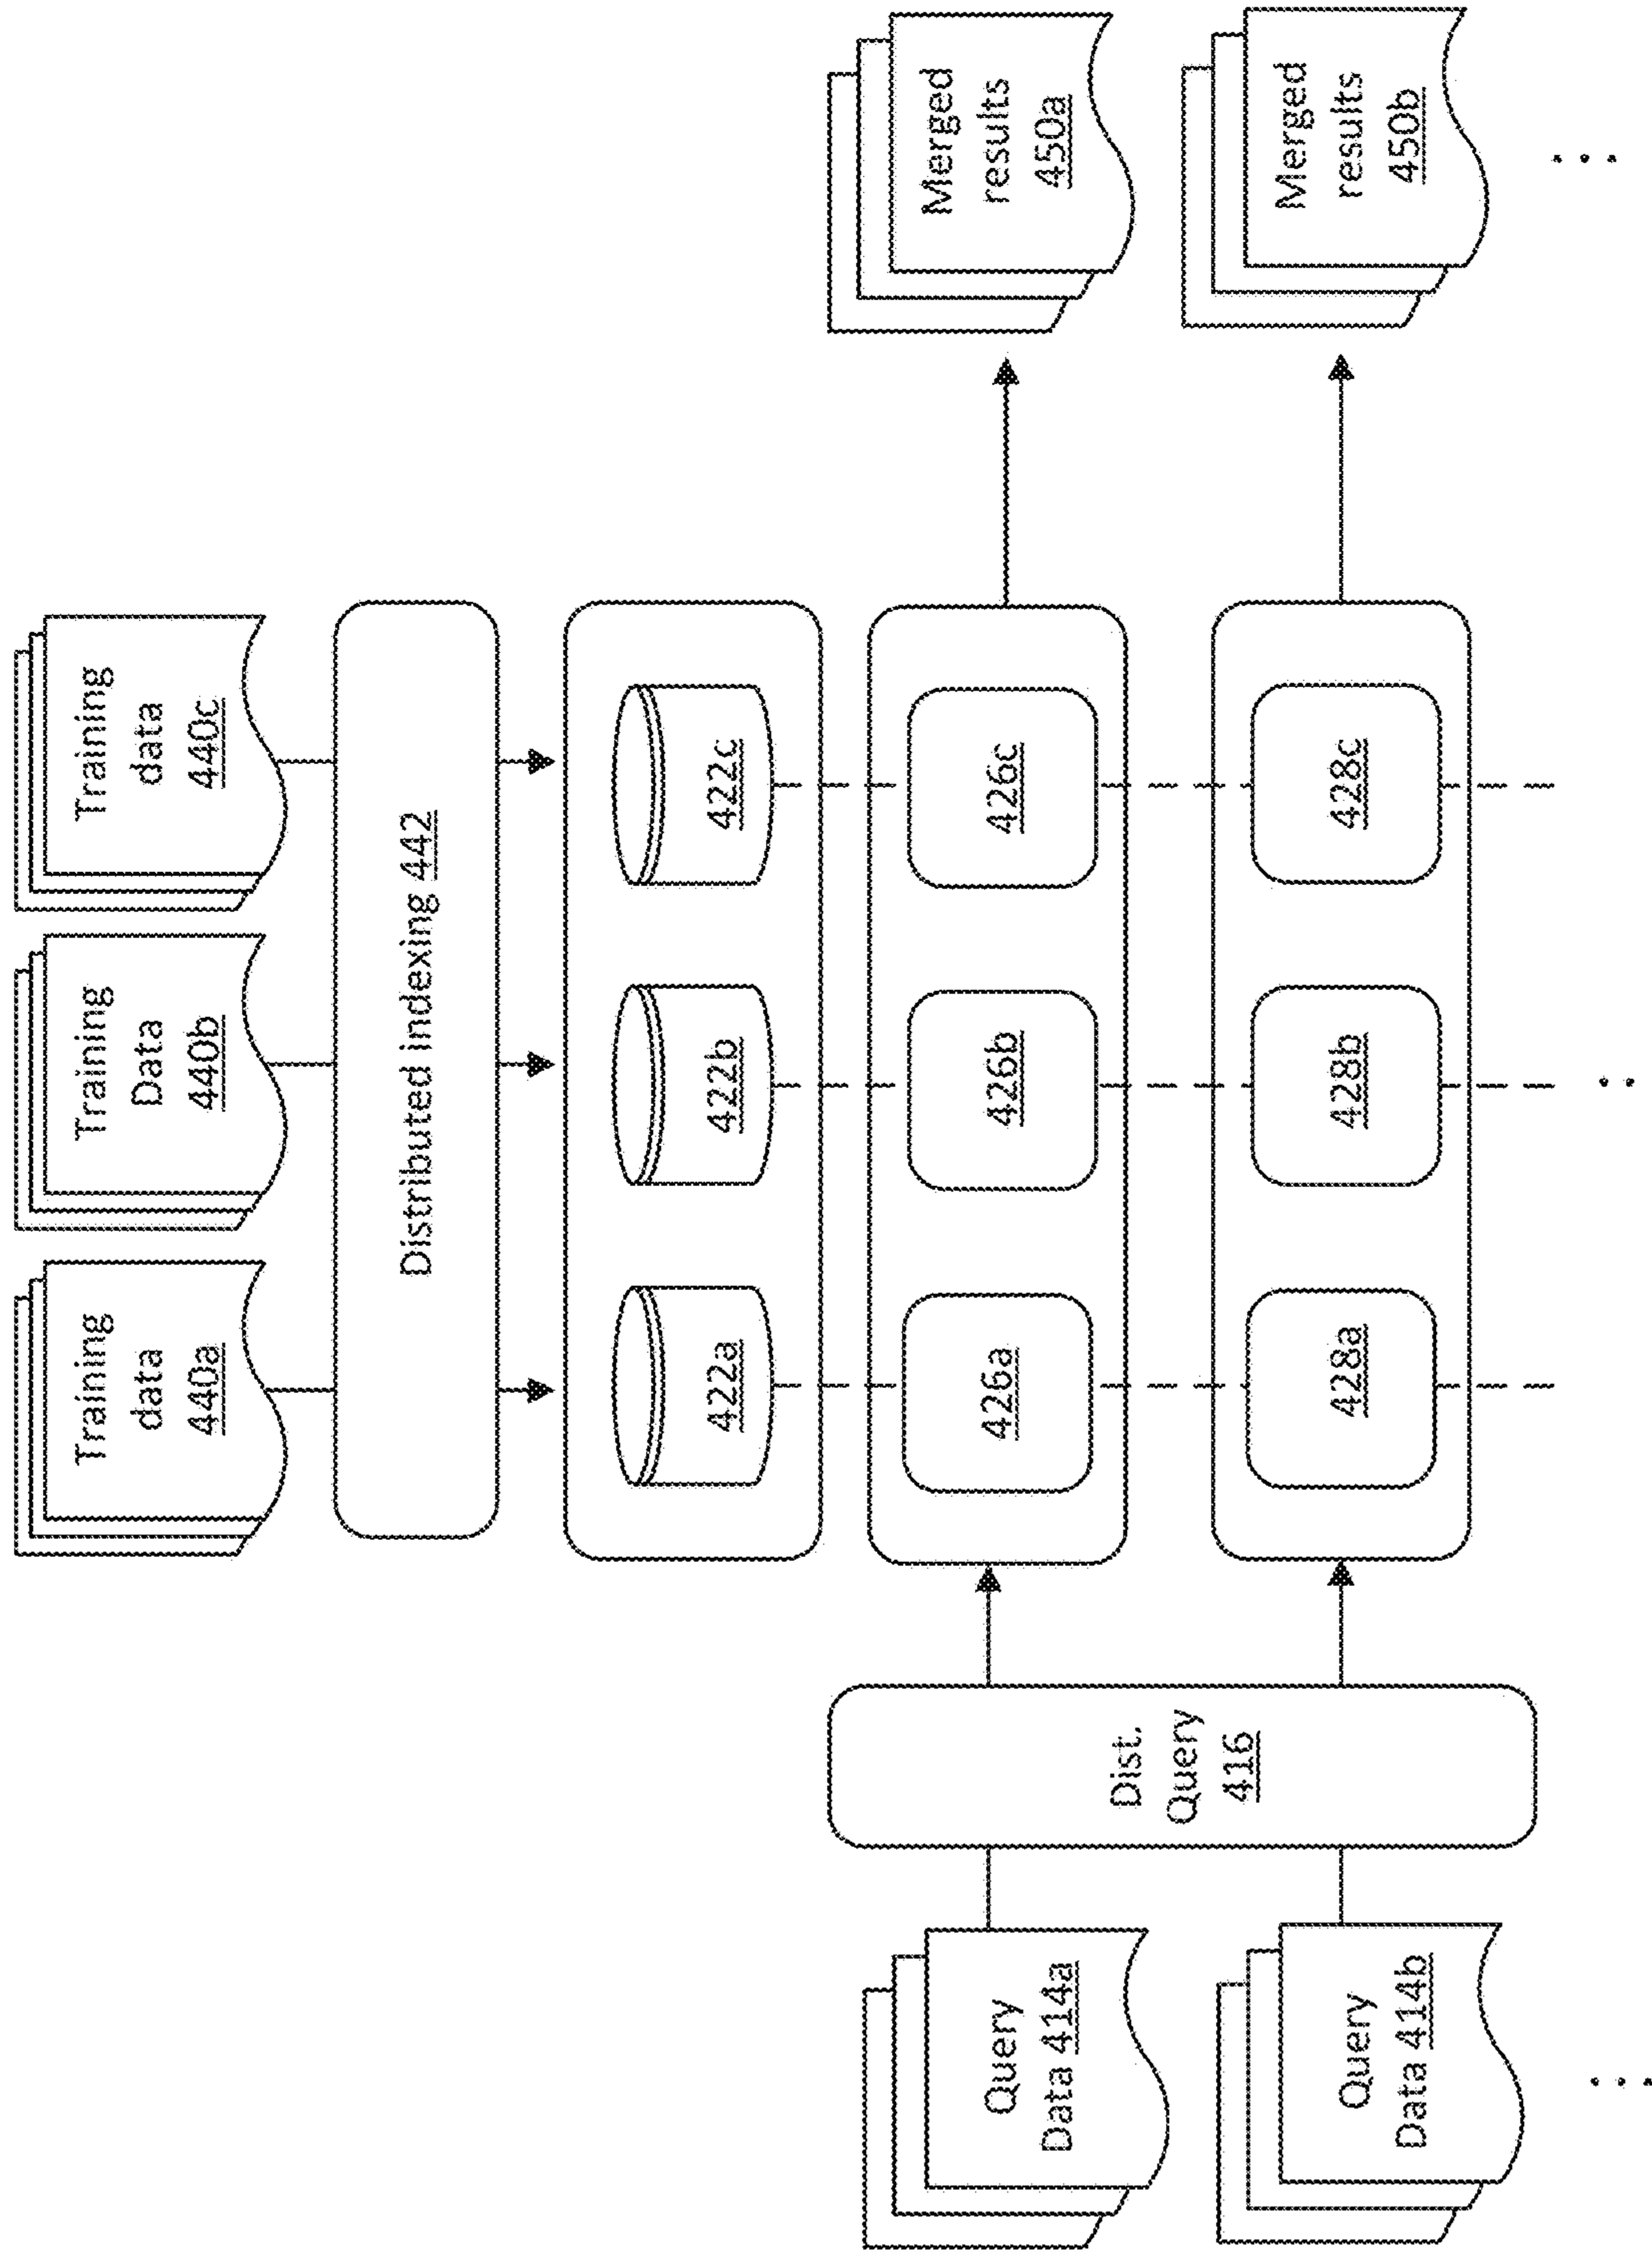 Training
data
440a
Training
Data
440b
Training
data
440c
Distributed indexing 442
422a
422b
422c
Query
Data 414a
Dist.
Query
416
426a
426b
426c
Merged
results
450a
Query
Data 414b
428a
428b
428c
Merged
results
450b